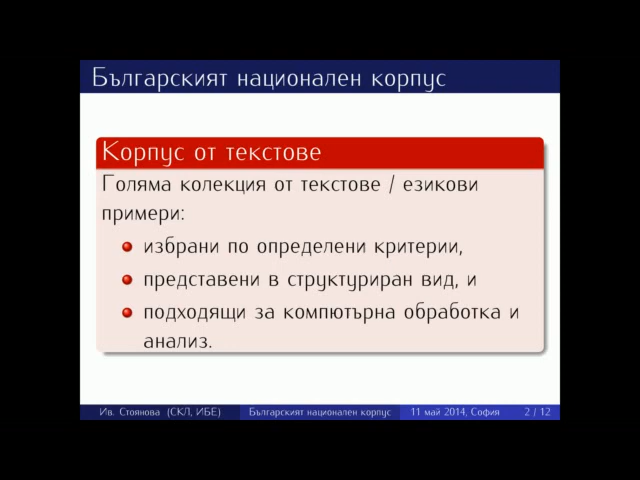 Българският национален корпус
Корпус от текстове
Голяма колекция от текстове / езикови
примери:
избрани по определени критерии,
представени в структуриран вид, и
подходящи за компютърна обработка и
анализ.
Ив. Стоянова (СКЛ, ИБЕ) Българският национален корпус 11 май 2014, София 2 / 12